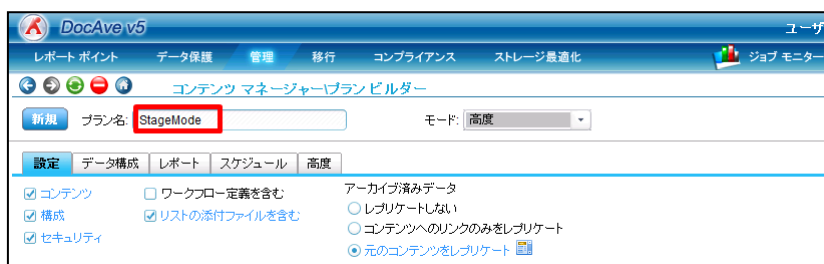 DocAve v5
ユーザ
レポート ポイント データ保護 管理 移行 コンプライアンス ストレージ最適化 ジョブ モニター
コンテンツ マネージャー\プラン ビルダー
新規 プラン名: StageMode モード: 高度
設定 データ構成 レポート スケジュール 高度
コンテンツ ワークフロー定義を含む アーカイブ済みデータ
構成 リストの添付ファイルを含む レプリケートしない
セキュリティ コンテンツへのリンクのみをレプリケート
元のコンテンツをレプリケート